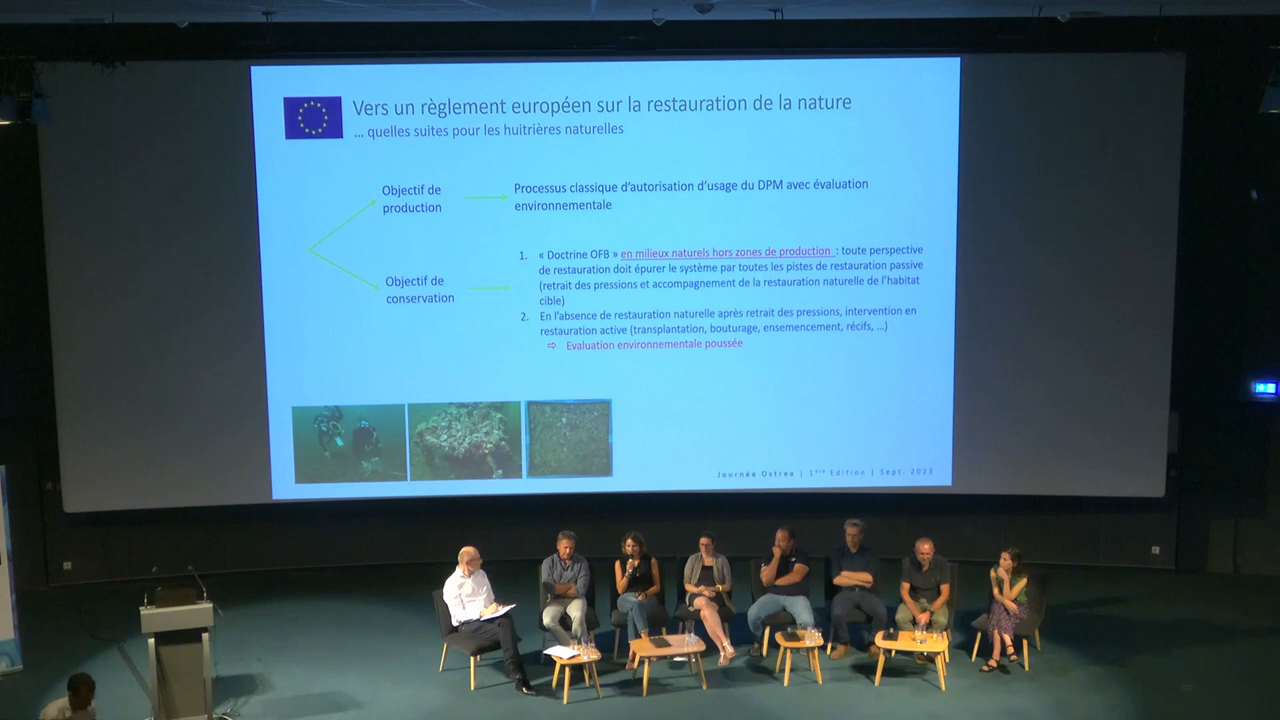 Vers un règlement européen sur la restauration de la nature
... quelles suites pour les huitrières naturelles
Objectif de
production
Processus classique d'autorisation d'usage du DPM avec évaluation
environnementale
Objectif de
conservation
1. « Doctrine OFB » en milieux naturels hors zones de production : toute perspective
de restauration doit épurer le système par toutes les pistes de restauration passive
(retrait des pressions et accompagnement de la restauration naturelle de l'habitat
cible)
2. En l'absence de restauration naturelle après retrait des pressions, intervention en
restauration active (transplantation, bouturage, ensemencement, récifs, ...)
⇨ Evaluation environnementale poussée
Journée Ostrea | 1ère Edition | Sept. 2023